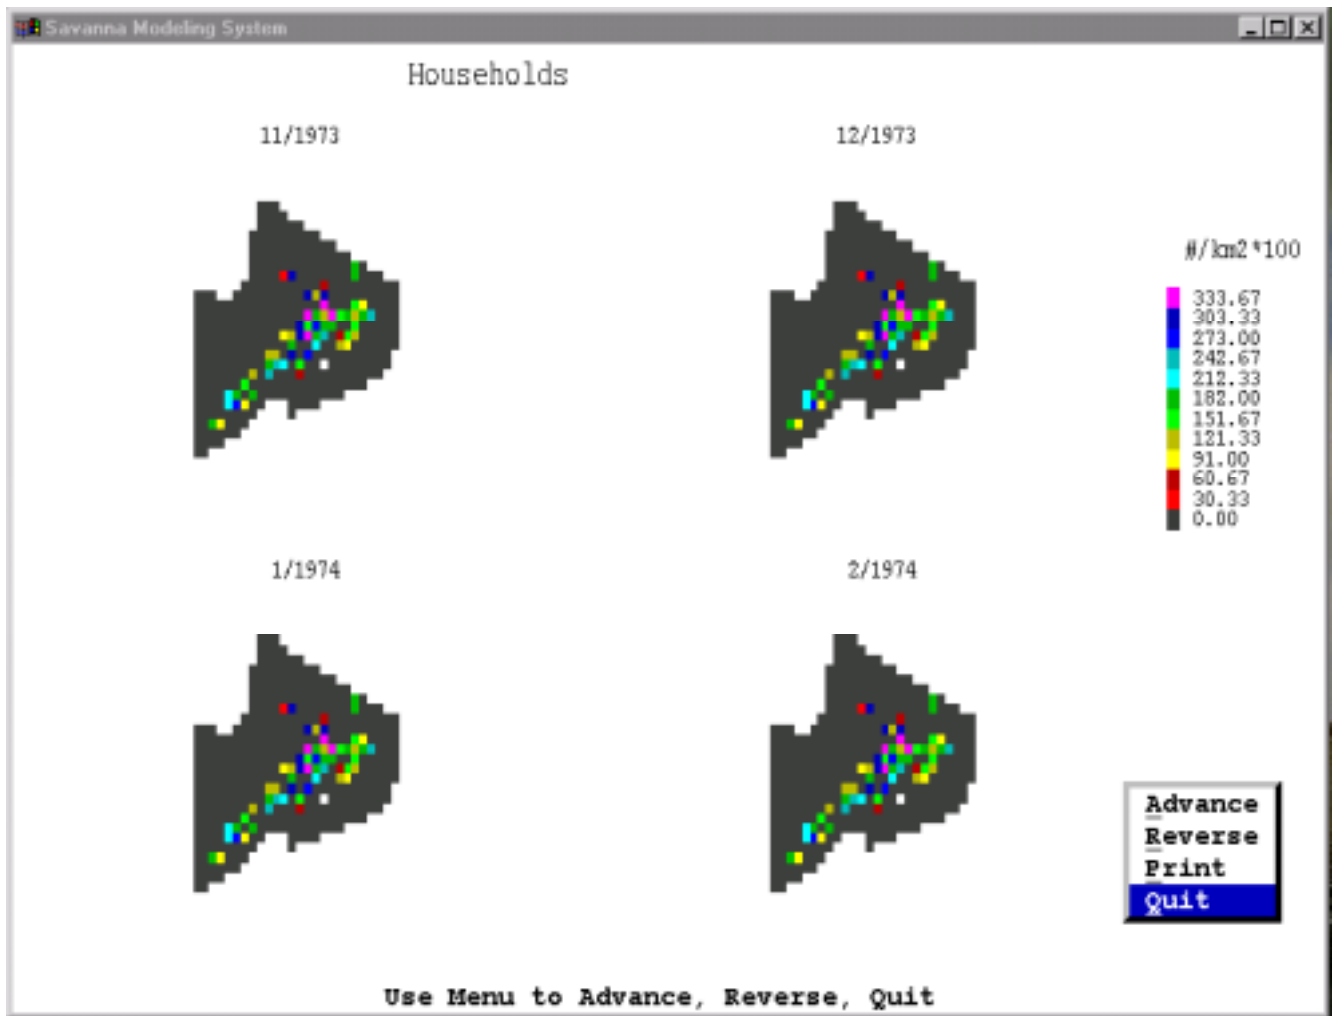 Savanna Modeling System
Households
11/1973
12/1973
#/km2*100
333.67
303.33
273.00
242.67
212.33
182.00
151.67
121.33
91.00
60.67
30.33
0.00
1/1974
2/1974
Advance
Reverse
Print
Quit
Use Menu to Advance, Reverse, Quit